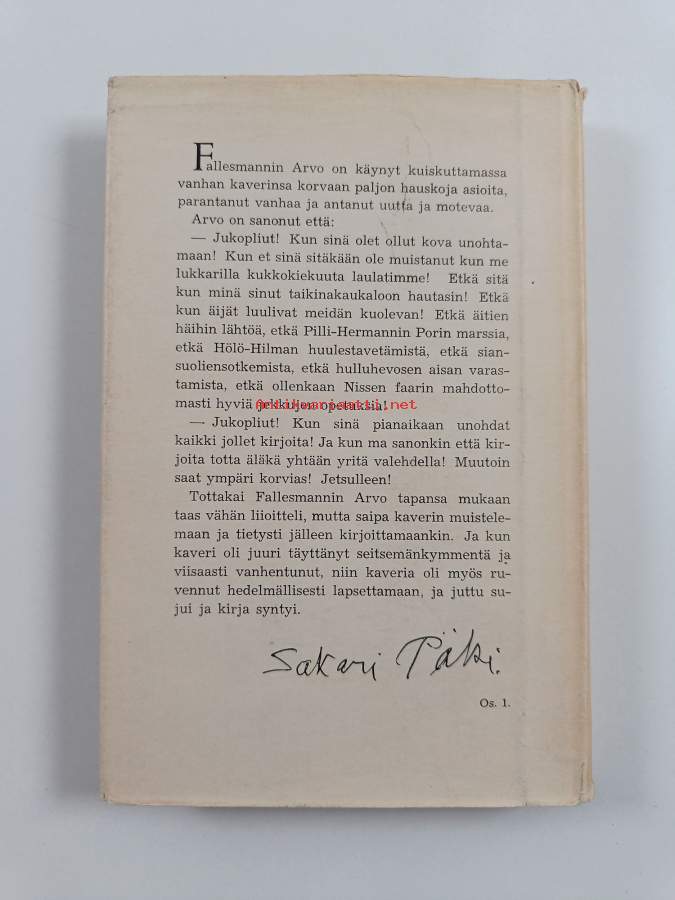 Fallesmannin Arvo on käynyt kuiskuttamassa
vanhan kaverinsa korvaan paljon hauskoja asioita,
parantanut vanhaa ja antanut uutta ja motevaa.
Arvo on sanonut että:
— Jukopliut! Kun sinä olet ollut kova unohta-
maan! Kun et sinä sitäkään ole muistanut kun me
lukkarilla kukkokiekuuta laulatimme! Etkä sitä
kun minä sinut taikinakaukaloon hautasin! Etkä
kun äijät luulivat meidän kuolevan! Etkä äitien
häihin lähtöä, etkä Pilli-Hermannin Porin marssia,
etkä Hölö-Hilman huulestavetämistä, etkä sian-
suoliensotkemista, etkä hulluhevosen aisan varas-
tamista, etkä ollenkaan Nissen faarin mahdotto-
masti hyviä jekkujen opetuksia!
Antikvariaatti.net
— Jukopliut! Kun sinä pianaikaan unohdat
kaikki jollet kirjoita! Ja kun ma sanonkin että kir-
joita totta äläkä yhtään yritä valehdella! Muutoin
saat ympäri korvias! Jetsulleen!
Tottakai Fallesmannin Arvo tapansa mukaan
taas vähän liioitteli, mutta saipa kaverin muistele-
maan ja tietysti jälleen kirjoittamaankin. Ja kun
kaveri oli juuri täyttänyt seitsemänkymmentä ja
viisaasti vanhentunut, niin kaveria oli myös ru-
vennut hedelmällisesti lapsettamaan, ja juttu su-
jui ja kirja syntyi.
Sakari Pälsi.
Os. 1.